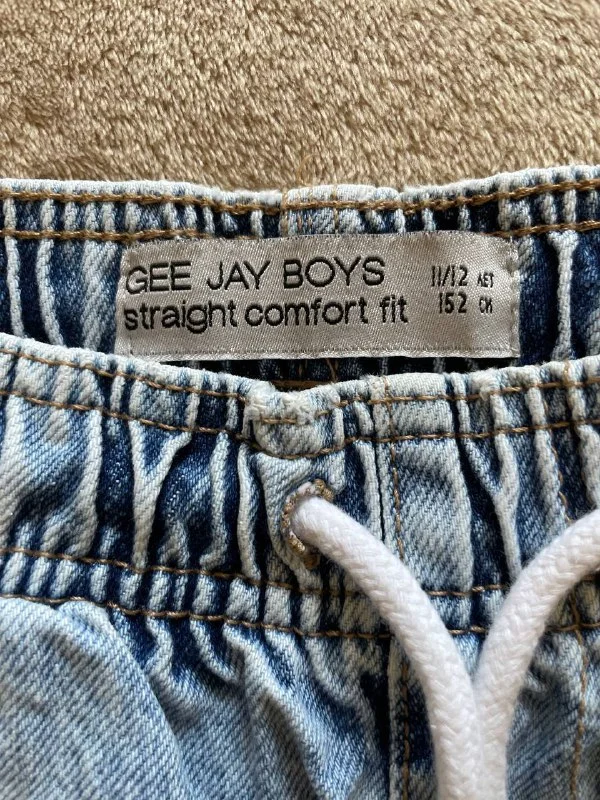 GEE JAY BOYS 11/12 ЛЕТ
straight comfort fit 152 СМ